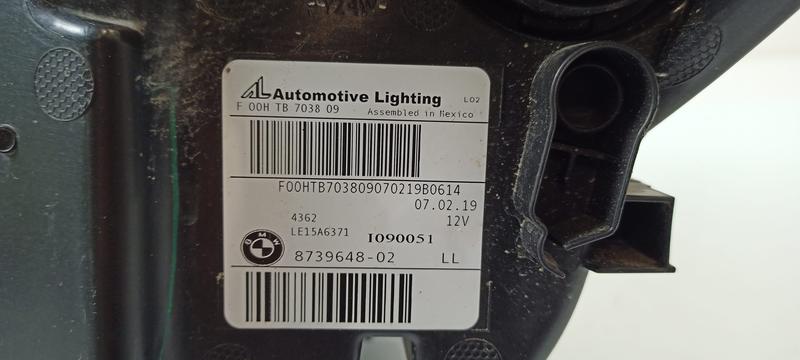 AL Automotive Lighting
L02
F 00H TB 7038 09
Assembled in Mexico
F00HTB703809070219B0614
07.02.19
4362
12V
LE15A6371
I090051
BMW
8739648-02
LL